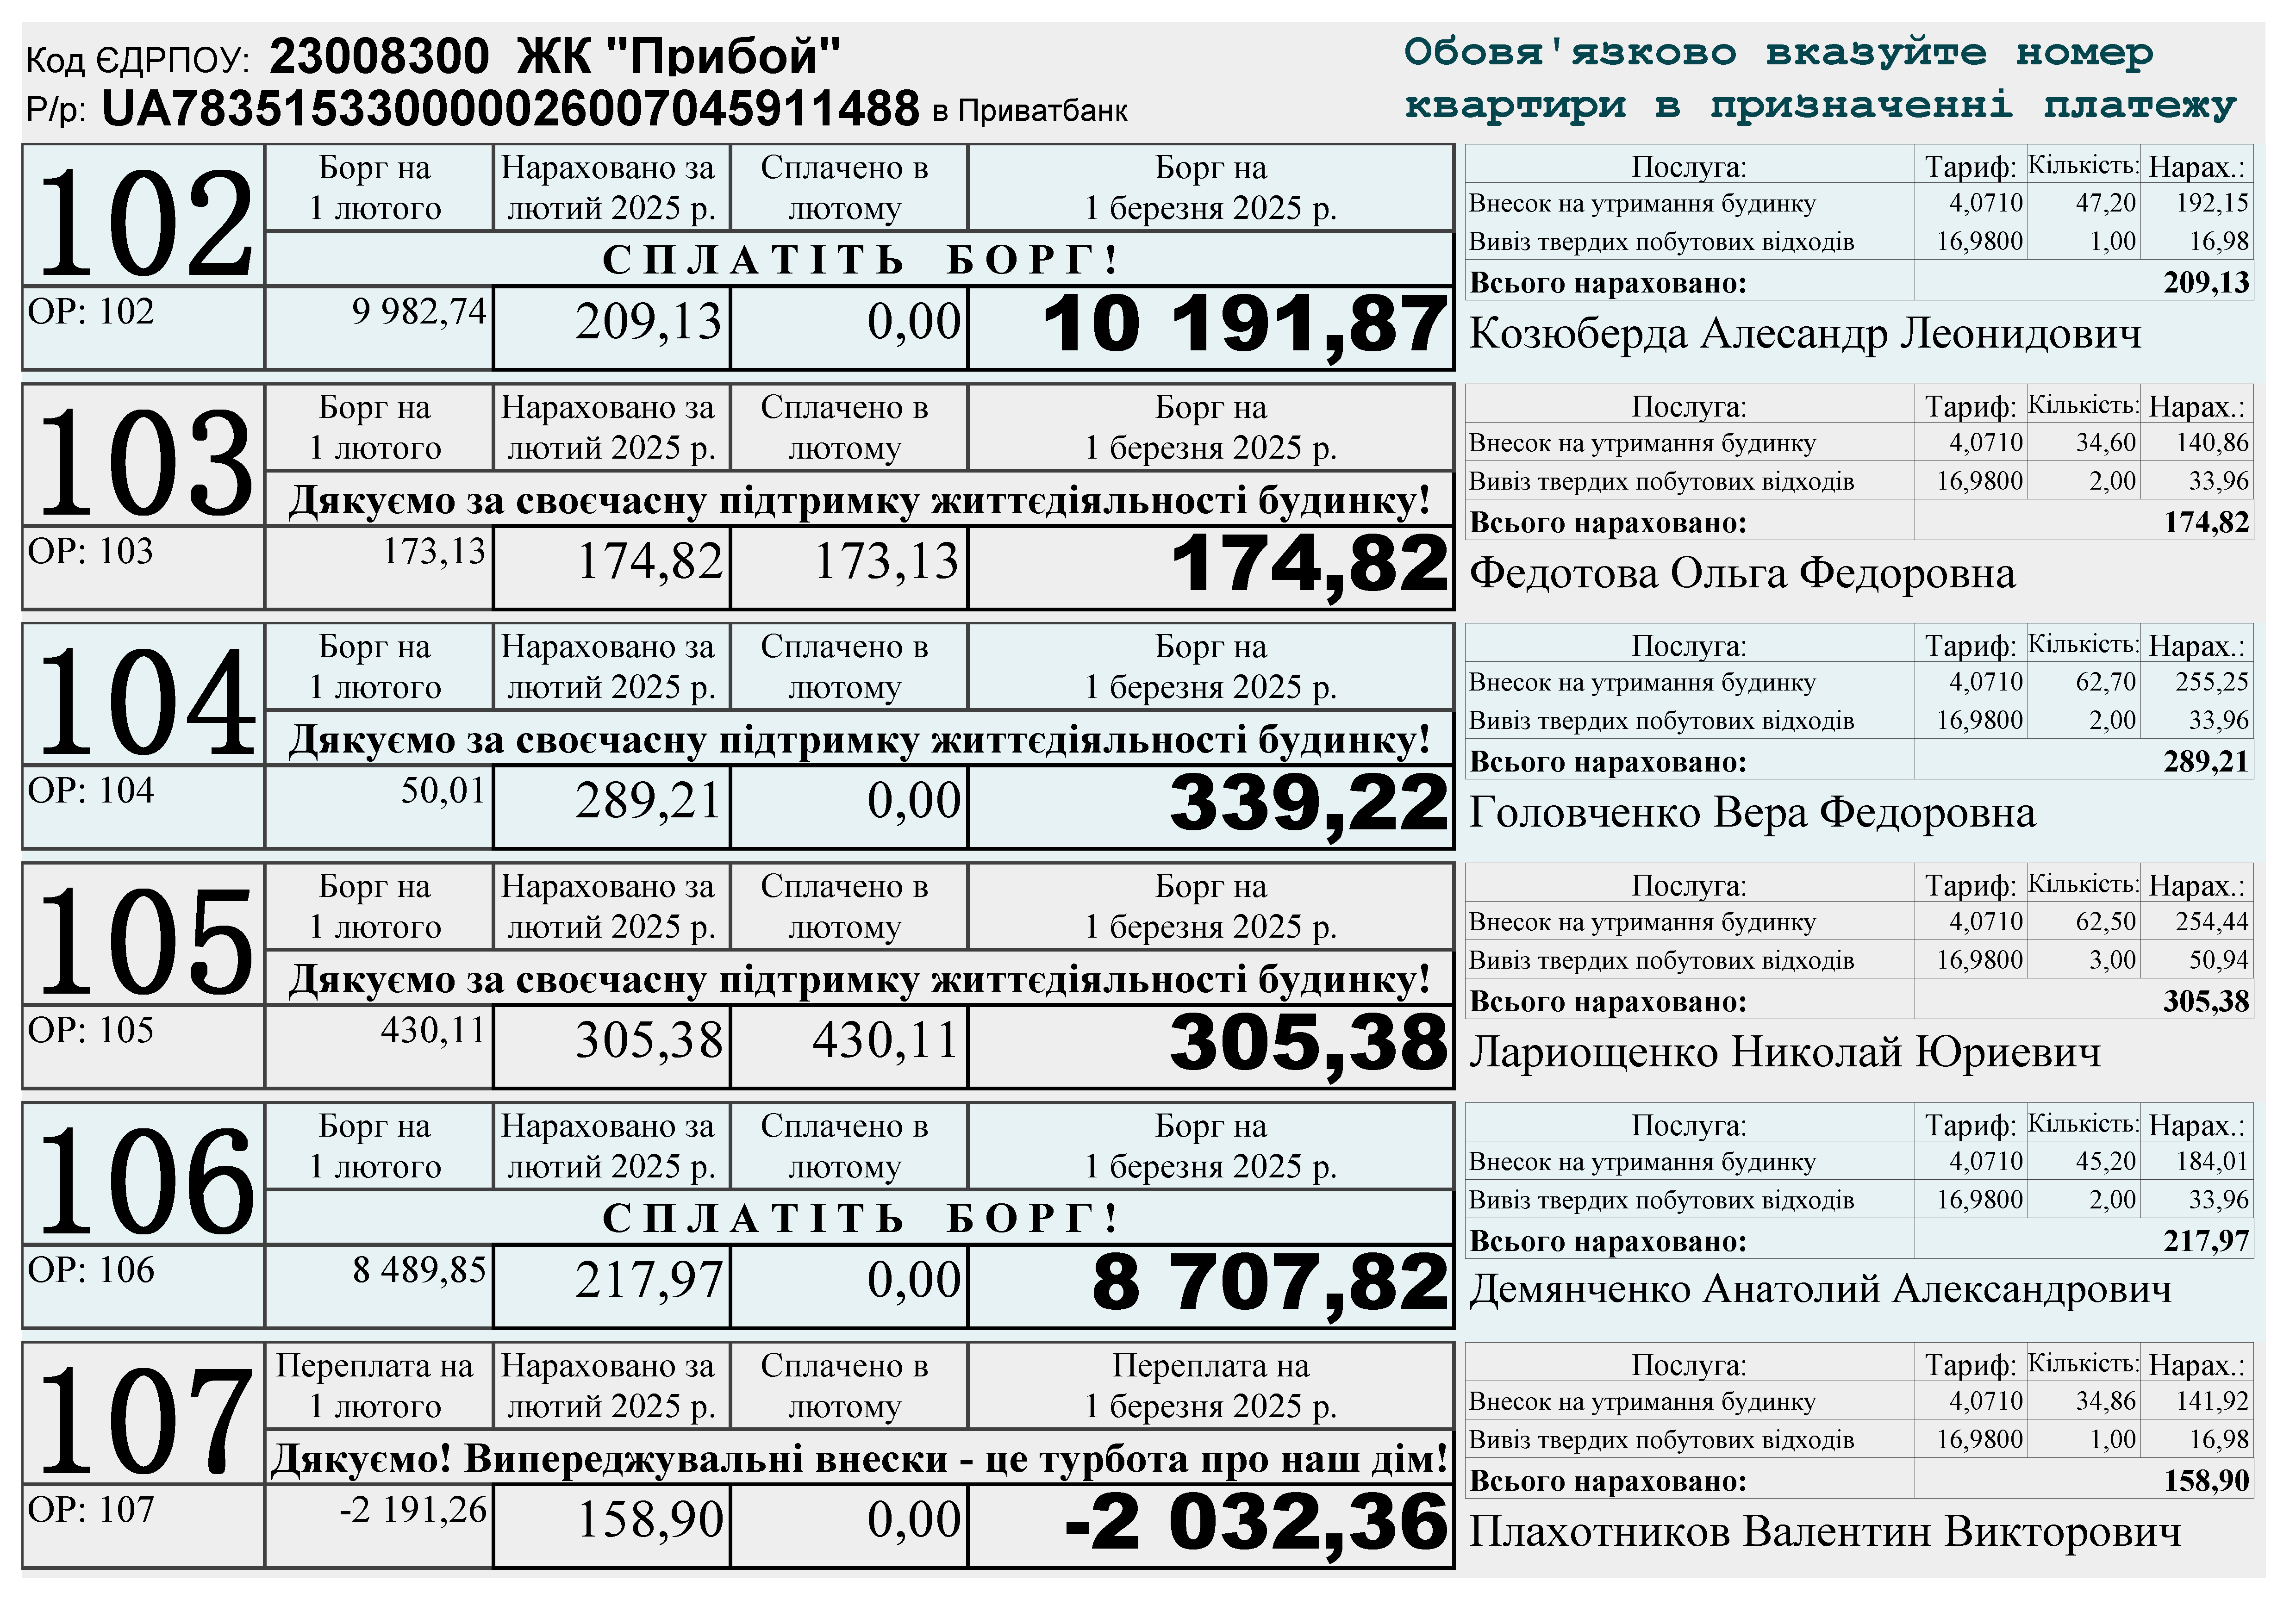 Код ЄДРПОУ: 23008300 ЖК "Прибой"
Р/р: UA783515330000026007045911488 в Приватбанк
Обовя'язково вказуйте номер
квартири в призначенні платежу
102
Борг на 1 лютого
Нараховано за лютий 2025 р.
Сплачено в лютому
Борг на 1 березня 2025 р.
СПЛАТІТЬ БОРГ!
ОР: 102 9 982,74 209,13 0,00 10 191,87
Послуга: Тариф: Кількість: Нарах.:
Внесок на утримання будинку 4,0710 47,20 192,15
Вивіз твердих побутових відходів 16,9800 1,00 16,98
Всього нараховано: 209,13
Козюберда Алесандр Леонидович
103
Борг на 1 лютого
Нараховано за лютий 2025 р.
Сплачено в лютому
Борг на 1 березня 2025 р.
Дякуємо за своєчасну підтримку життєдіяльності будинку!
ОР: 103 173,13 174,82 173,13 174,82
Послуга: Тариф: Кількість: Нарах.:
Внесок на утримання будинку 4,0710 34,60 140,86
Вивіз твердих побутових відходів 16,9800 2,00 33,96
Всього нараховано: 174,82
Федотова Ольга Федоровна
104
Борг на 1 лютого
Нараховано за лютий 2025 р.
Сплачено в лютому
Борг на 1 березня 2025 р.
Дякуємо за своєчасну підтримку життєдіяльності будинку!
ОР: 104 50,01 289,21 0,00 339,22
Послуга: Тариф: Кількість: Нарах.:
Внесок на утримання будинку 4,0710 62,70 255,25
Вивіз твердих побутових відходів 16,9800 2,00 33,96
Всього нараховано: 289,21
Головченко Вера Федоровна
105
Борг на 1 лютого
Нараховано за лютий 2025 р.
Сплачено в лютому
Борг на 1 березня 2025 р.
Дякуємо за своєчасну підтримку життєдіяльності будинку!
ОР: 105 430,11 305,38 430,11 305,38
Послуга: Тариф: Кількість: Нарах.:
Внесок на утримання будинку 4,0710 62,50 254,44
Вивіз твердих побутових відходів 16,9800 3,00 50,94
Всього нараховано: 305,38
Лариощенко Николай Юриевич
106
Борг на 1 лютого
Нараховано за лютий 2025 р.
Сплачено в лютому
Борг на 1 березня 2025 р.
СПЛАТІТЬ БОРГ!
ОР: 106 8 489,85 217,97 0,00 8 707,82
Послуга: Тариф: Кількість: Нарах.:
Внесок на утримання будинку 4,0710 45,20 184,01
Вивіз твердих побутових відходів 16,9800 2,00 33,96
Всього нараховано: 217,97
Демянченко Анатолий Александрович
107
Переплата на 1 лютого
Нараховано за лютий 2025 р.
Сплачено в лютому
Переплата на 1 березня 2025 р.
Дякуємо! Випереджувальні внески - це турбота про наш дім!
ОР: 107 -2 191,26 158,90 0,00 -2 032,36
Послуга: Тариф: Кількість: Нарах.:
Внесок на утримання будинку 4,0710 34,86 141,92
Вивіз твердих побутових відходів 16,9800 1,00 16,98
Всього нараховано: 158,90
Плахотников Валентин Викторович